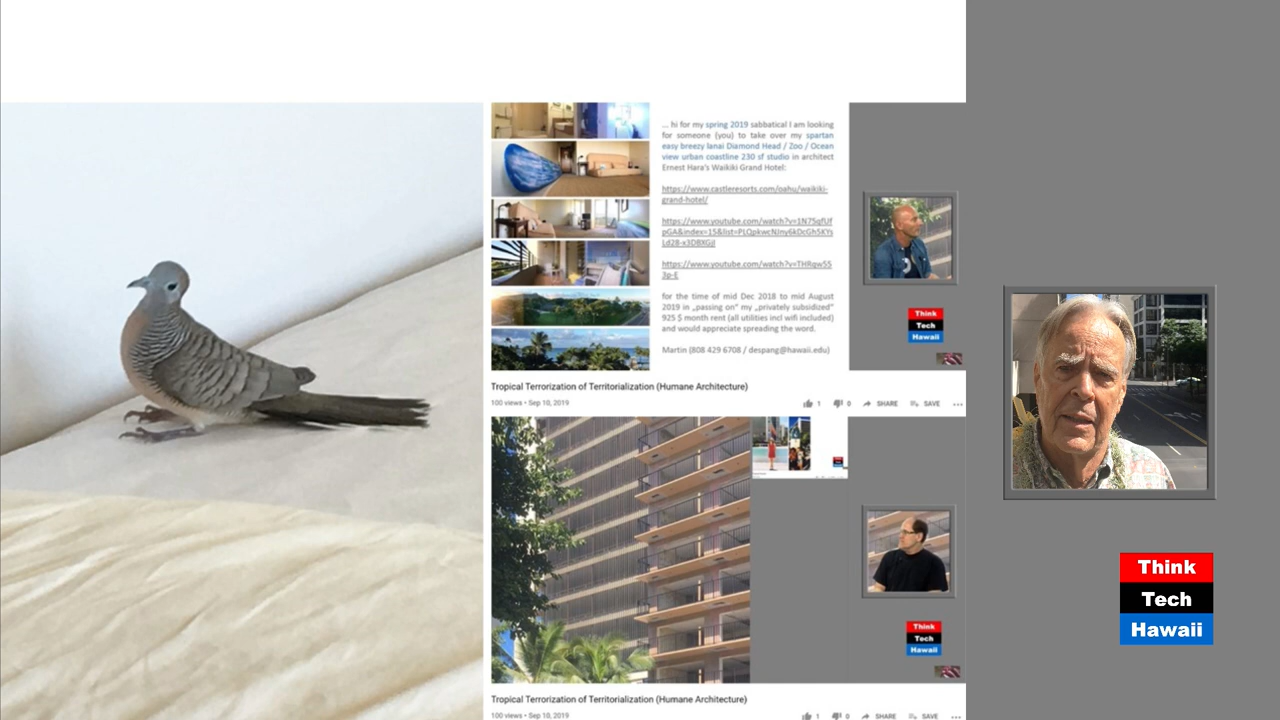 ... hi for my spring 2019 sabbatical I am looking
for someone (you) to take over my spartan
easy breezy lanai Diamond Head / Zoo / Ocean
view urban coastline 230 sf studio in architect
Ernest Hara's Waikiki Grand Hotel:
https://www.castleresorts.com/oahu/waikiki-
grand-hotel/
for the time of mid Dec 2018 to mid August
2019 in „passing on" my „privately subsidized"
925 $ month rent (all utilities incl wifi included)
and would appreciate spreading the word.
Martin (808 429 6708 / despang@hawaii.edu)
Think
Tech
Hawaii
Tropical Terrorization of Territorialization (Humane Architecture)
100 views • Sep 10, 2019
1
0
SHARE
SAVE
Think
Tech
Hawaii
Tropical Terrorization of Territorialization (Humane Architecture)
100 views • Sep 10, 2019
1
0
SHARE
SAVE
Think
Tech
Hawaii